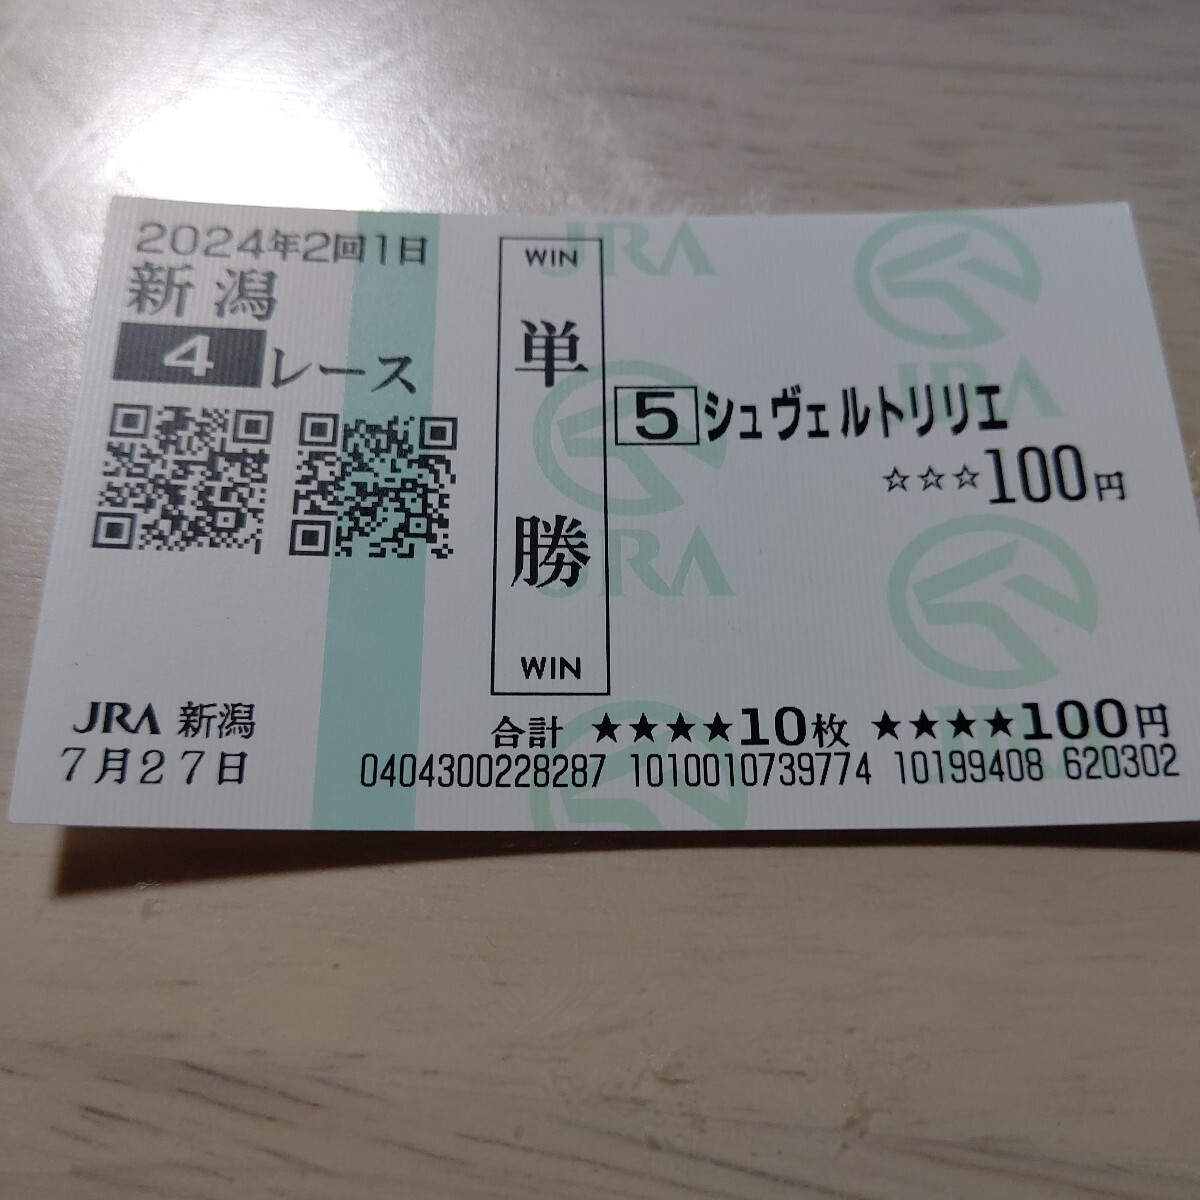 2024年2回1日
新潟
4レース
WIN
単勝
WIN
5 シュヴェルトリリエ
☆☆☆100円
JRA 新潟
7月27日
合計 ★★★★10枚 ★★★★100円
0404300228287 1010010739774 10199408 620302
JRA
JRA
JRA